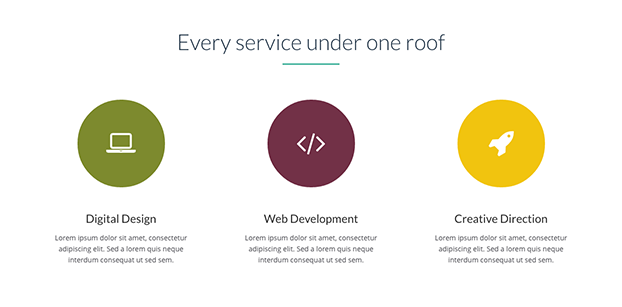 Every service under one roof
Digital Design
Lorem ipsum dolor sit amet, consectetur
adipiscing elit. Sed a lorem quis neque
interdum consequat ut sed sem.
Web Development
Lorem ipsum dolor sit amet, consectetur
adipiscing elit. Sed a lorem quis neque
interdum consequat ut sed sem.
Creative Direction
Lorem ipsum dolor sit amet, consectetur
adipiscing elit. Sed a lorem quis neque
interdum consequat ut sed sem.